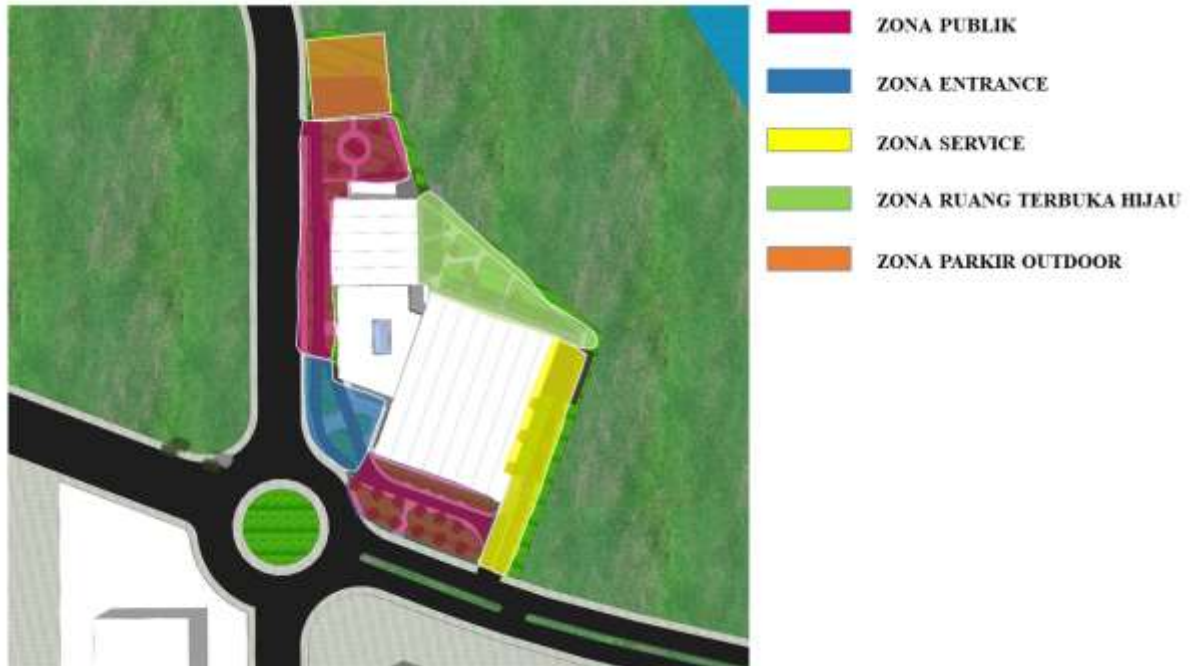 ZONA PUBLIK
ZONA ENTRANCE
ZONA SERVICE
ZONA RUANG TERBUKA HIJAU
ZONA PARKIR OUTDOOR